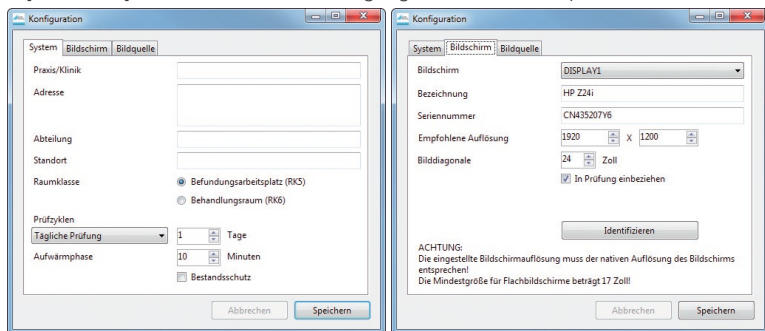 Konfiguration
System Bildschirm Bildquelle
Praxis/Klinik
Adresse
Abteilung
Standort
Raumklasse Befundungsarbeitsplatz (RK5)
Behandlungsraum (RK6)
Prüfzyklen
Tägliche Prüfung 1 Tage
Aufwärmphase 10 Minuten
Bestandsschutz
Abbrechen Speichern
Konfiguration
System Bildschirm Bildquelle
Bildschirm DISPLAY1
Bezeichnung HP Z24i
Seriennummer CN435207Y6
Empfohlene Auflösung 1920 X 1200
Bilddiagonale 24 Zoll
In Prüfung einbeziehen
Identifizieren
ACHTUNG:
Die eingestellte Bildschirmauflösung muss der nativen Auflösung des Bildschirms
entsprechen!
Die Mindestgröße für Flachbildschirme beträgt 17 Zoll!
Abbrechen Speichern